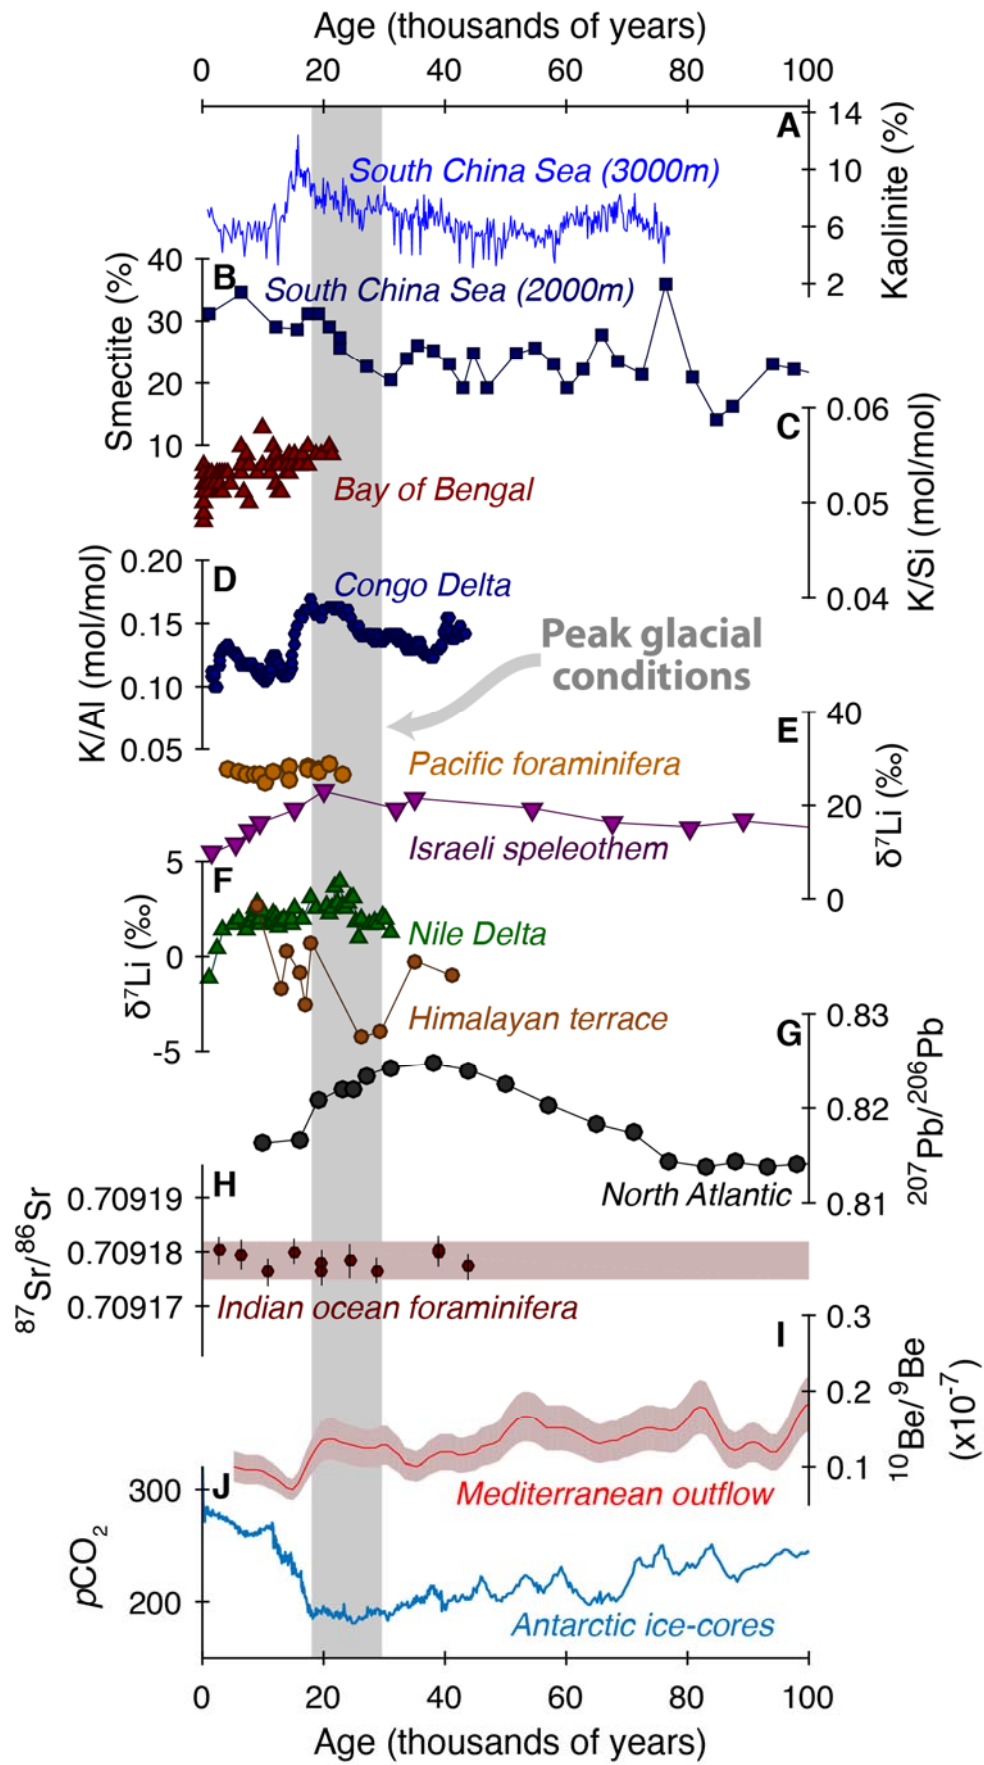 Age (thousands of years)
0 20 40 60 80 100
A
14
10
6
2
Kaolinite (%)
South China Sea (3000m)
B
40
30
20
10
Smectite (%)
South China Sea (2000m)
C
0.06
0.05
0.04
K/Si (mol/mol)
Bay of Bengal
D
0.20
0.15
0.10
0.05
K/Al (mol/mol)
Congo Delta
Peak glacial
conditions
E
40
20
0
δ⁷Li (‰)
Pacific foraminifera
Israeli speleothem
F
5
0
-5
δ⁷Li (‰)
Nile Delta
Himalayan terrace
G
0.83
0.82
0.81
²⁰⁷Pb/²⁰⁶Pb
North Atlantic
H
0.70919
0.70918
0.70917
⁸⁷Sr/⁸⁶Sr
Indian ocean foraminifera
I
0.3
0.2
0.1
¹⁰Be/⁹Be
(x10⁻⁷)
Mediterranean outflow
J
300
200
pCO₂
Antarctic ice-cores
0 20 40 60 80 100
Age (thousands of years)